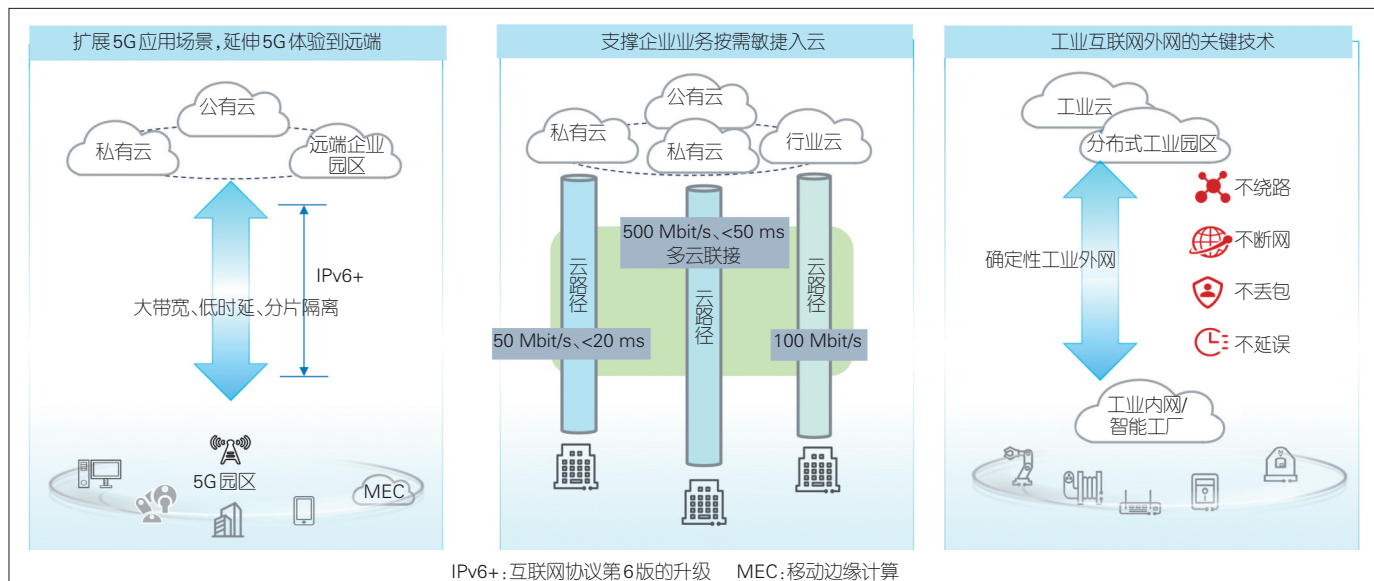 扩展5G应用场景,延伸5G体验到远端
公有云
私有云
远端企业
园区
IPv6+
大带宽、低时延、分片隔离
5G园区
MEC
支撑企业业务按需敏捷入云
公有云
私有云
私有云
行业云
500 Mbit/s、<50 ms
多云联接
云路径
云路径
云路径
50 Mbit/s、<20 ms
100 Mbit/s
工业互联网外网的关键技术
工业云
分布式工业园区
不绕路
不断网
确定性工业外网
不丢包
不延误
工业内网/
智能工厂
IPv6+:互联网协议第6版的升级 MEC:移动边缘计算